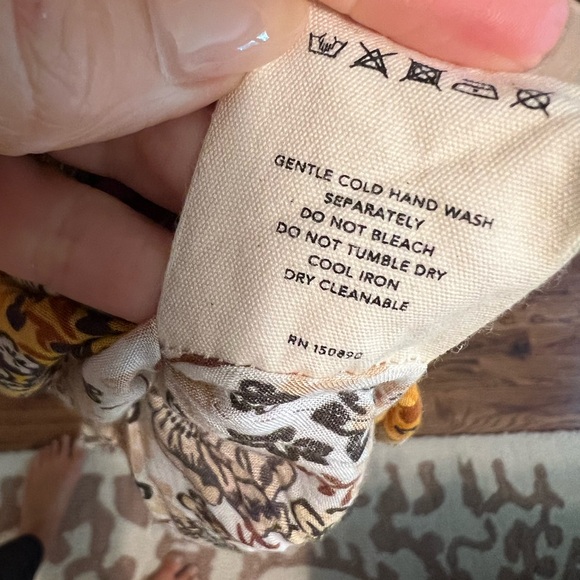 GENTLE COLD HAND WASH
SEPARATELY
DO NOT BLEACH
DO NOT TUMBLE DRY
COOL IRON
DRY CLEANABLE
RN 150890